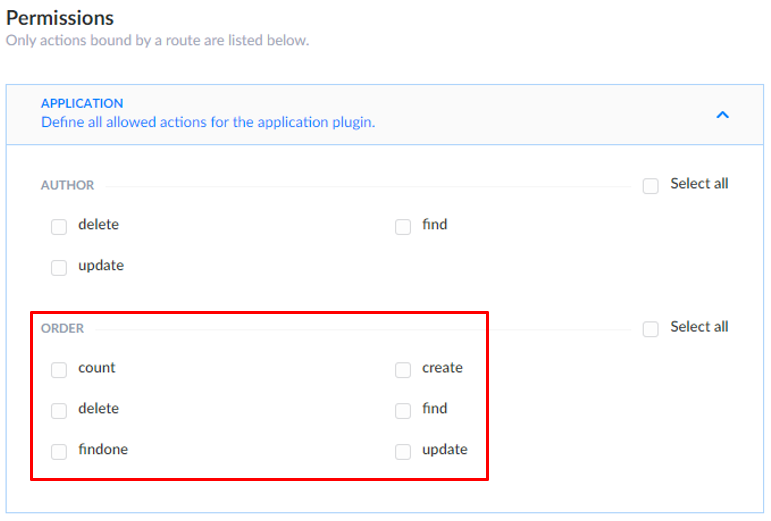 Permissions
Only actions bound by a route are listed below.
APPLICATION
Define all allowed actions for the application plugin.
AUTHOR Select all
delete find
update
ORDER Select all
count create
delete find
findone update